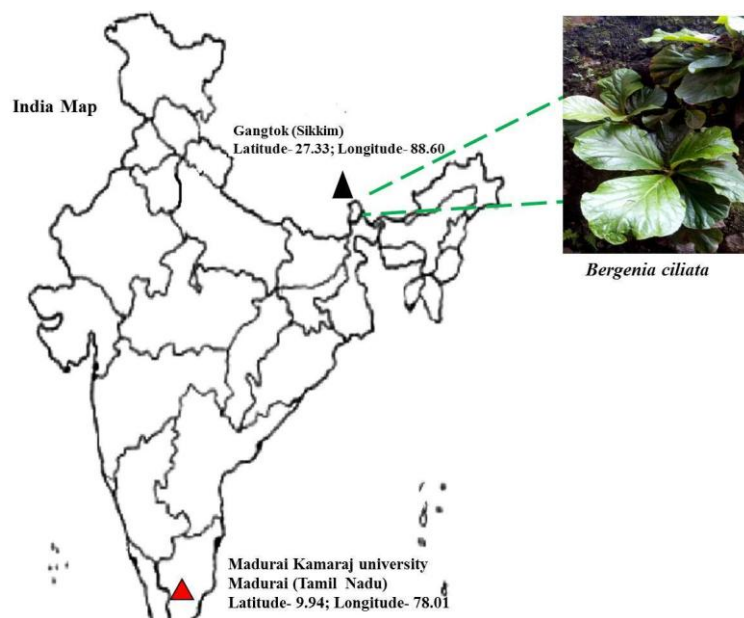 India Map
Gangtok (Sikkim)
Latitude- 27.33; Longitude- 88.60
Bergenia ciliata
Madurai Kamaraj university
Madurai (Tamil Nadu)
Latitude- 9.94; Longitude- 78.01